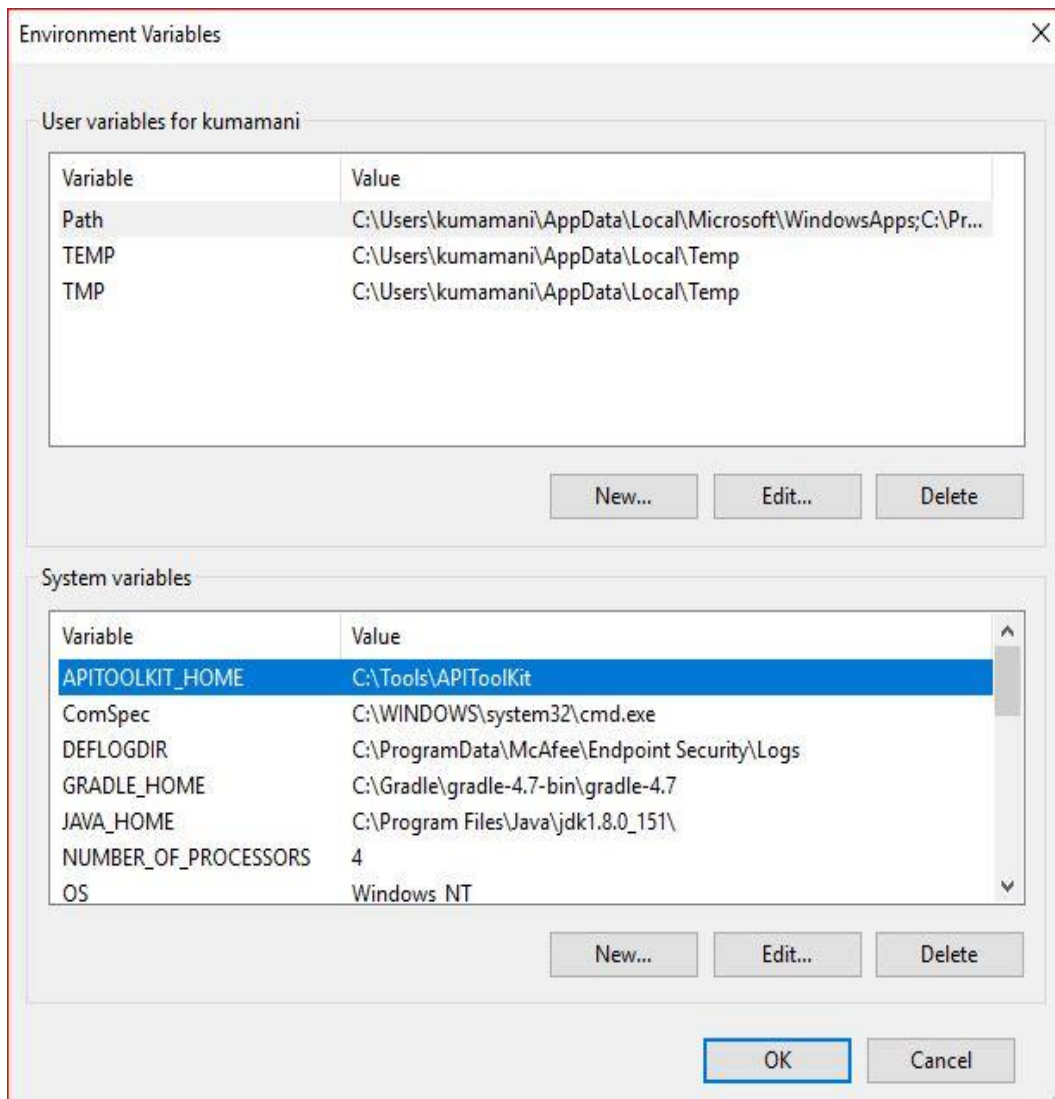 Environment Variables
User variables for kumamani
Variable Value
Path C:\Users\kumamani\AppData\Local\Microsoft\WindowsApps;C:\Pr...
TEMP C:\Users\kumamani\AppData\Local\Temp
TMP C:\Users\kumamani\AppData\Local\Temp
New... Edit... Delete
System variables
Variable Value
APITOOLKIT_HOME C:\Tools\APIToolKit
ComSpec C:\WINDOWS\system32\cmd.exe
DEFLOGDIR C:\ProgramData\McAfee\Endpoint Security\Logs
GRADLE_HOME C:\Gradle\gradle-4.7-bin\gradle-4.7
JAVA_HOME C:\Program Files\Java\jdk1.8.0_151\
NUMBER_OF_PROCESSORS 4
OS Windows_NT
New... Edit... Delete
OK Cancel